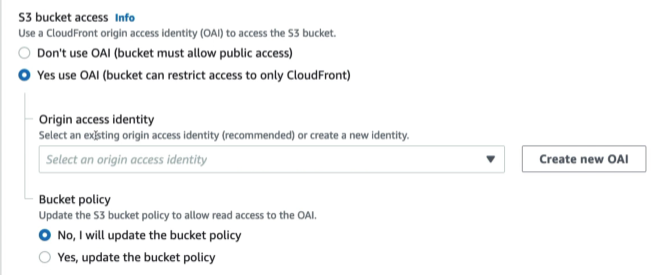 S3 bucket access Info
Use a CloudFront origin access identity (OAI) to access the S3 bucket.
Don't use OAI (bucket must allow public access)
Yes use OAI (bucket can restrict access to only CloudFront)
Origin access identity
Select an existing origin access identity (recommended) or create a new identity.
Select an origin access identity
Create new OAI
Bucket policy
Update the S3 bucket policy to allow read access to the OAI.
No, I will update the bucket policy
Yes, update the bucket policy